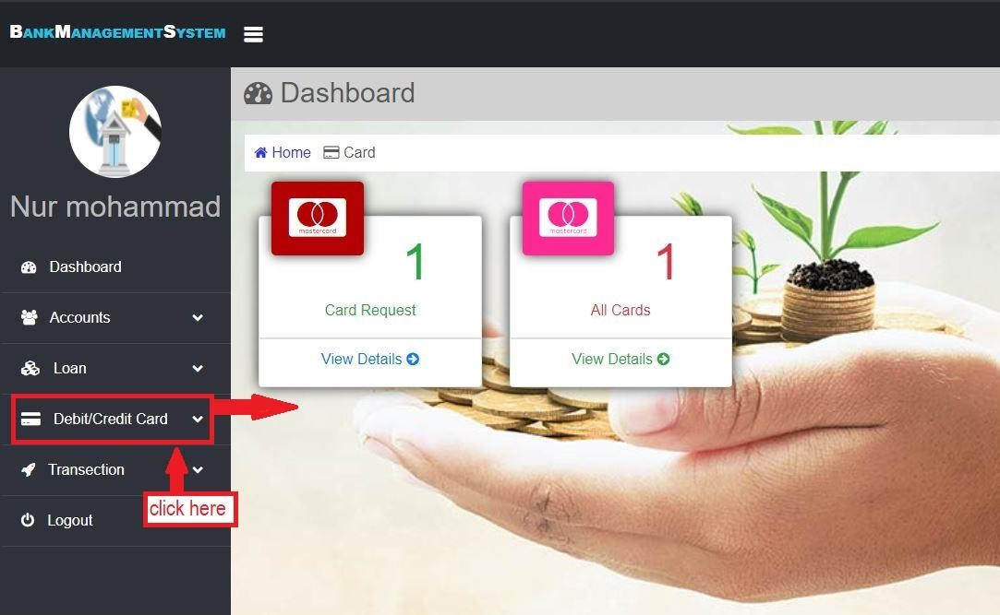 BankManagementSystem
Dashboard
Home Card
Nur mohammad
Dashboard
Accounts
Loan
Debit/Credit Card
Transection
click here
Logout
mastercard
1
Card Request
View Details
mastercard
1
All Cards
View Details